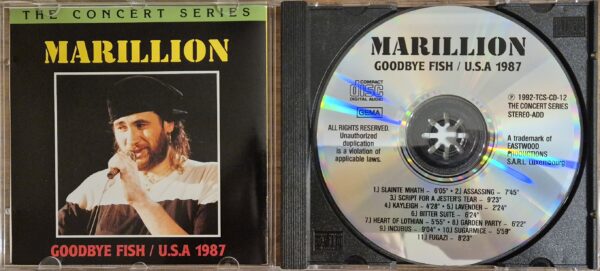 THE CONCERT SERIES
MARILLION
GOODBYE FISH / U.S.A 1987
MARILLION
GOODBYE FISH / U.S.A 1987
COMPACT
disc
DIGITAL AUDIO
GEMA
ALL RIGHTS RESERVED.
Unauthorized
duplication
is a violation of
applicable laws.
℗ 1992-TCS-CD-12
THE CONCERT SERIES
STEREO-ADD
A trademark of
EASTWOOD
PRODUCTIONS
S.A.R.L. Luxembourg
1.) SLAINTE MHATH - 6'05" • 2.) ASSASSING - 7'45"
3.) SCRIPT FOR A JESTER'S TEAR - 9'23"
4.) KAYLEIGH - 4'28" • 5.) LAVENDER - 2'24"
6.) BITTER SUITE - 6'24"
7.) HEART OF LOTHIAN - 5'55" • 8.) GARDEN PARTY - 6'22"
9.) INCUBUS - 9'04" • 10.) SUGARMICE - 5'59"
11.) FUGAZI - 8'23"